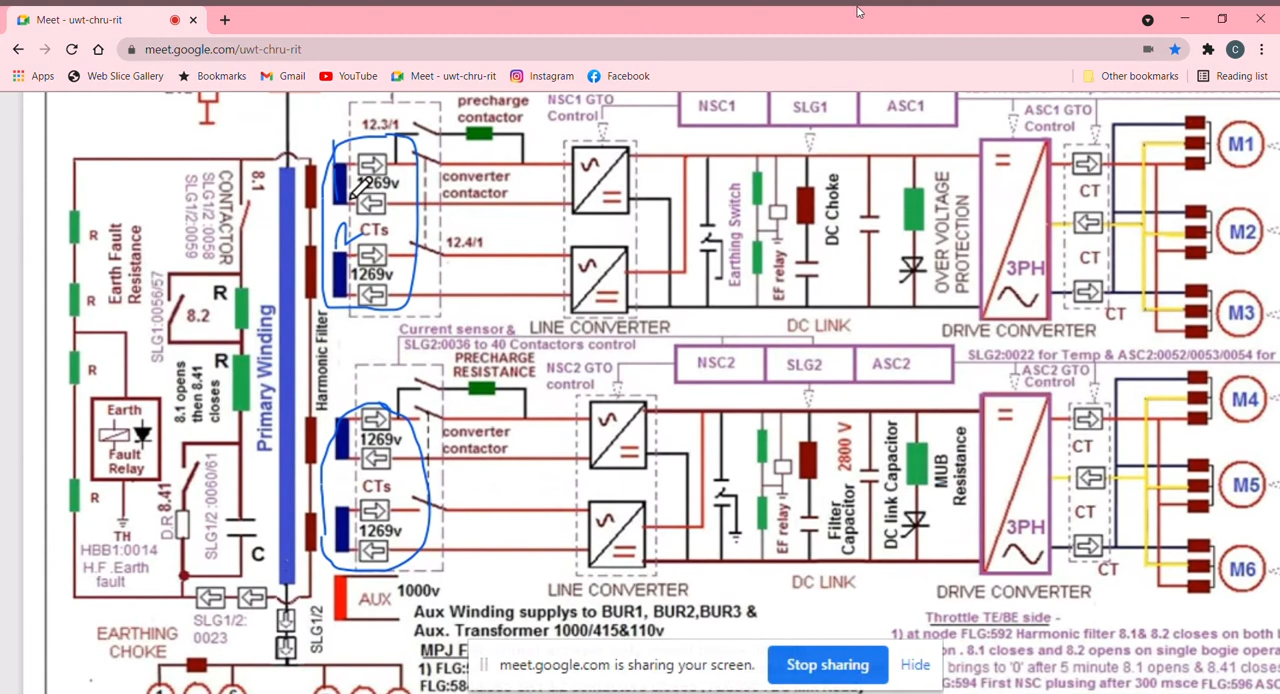 Meet - uwt-chru-rit
meet.google.com/uwt-chru-rit
C
Apps Web Slice Gallery Bookmarks Gmail YouTube Meet - uwt-chru-rit Instagram Facebook Other bookmarks Reading list
precharge
contactor
12.3/1
1269v
converter
contactor
CTs
12.4/1
1269v
NSC1 GTO
Control
NSC1 SLG1 ASC1
ASC1 GTO
Control
LINE CONVERTER
Earthing Switch
EF relay
DC Choke
DC LINK
OVER VOLTAGE
PROTECTION
3PH
DRIVE CONVERTER
CT
CT
CT
M1
M2
M3
R
R
R
R
Earth Fault
Resistance
SLG1/2:0059
SLG1/2:0058
CONTACTOR
8.1
SLG1:0056/57
8.2
R
R
8.1 opens
then 8.41
closes
Primary Winding
Harmonic Filter
Earth
Fault
Relay
TH
HBB1:0014
H.F. Earth
fault
D.R.
8.41
SLG1/2:0060/61
C
SLG1/2:
0023
EARTHING
CHOKE
SLG1/2
Current sensor &
SLG2:0036 to 40 Contactors control
PRECHARGE
RESISTANCE
1269v
converter
contactor
CTs
1269v
NSC2 GTO
control
NSC2 SLG2 ASC2
SLG2:0022 for Temp & ASC2:0052/0053/0054 for
ASC2 GTO
Control
LINE CONVERTER
EF relay
2800 V
Filter
Capacitor
DC link Capacitor
MUB
Resistance
DC LINK
3PH
DRIVE CONVERTER
CT
CT
CT
M4
M5
M6
AUX
1000v
Aux Winding supplys to BUR1, BUR2,BUR3 &
Aux. Transformer 1000/415&110v
Throttle TE/BE side -
1) at node FLG:592 Harmonic filter 8.1& 8.2 closes on both
. 8.1 closes and 8.2 opens on single bogie opera
brings to '0' after 5 minute 8.1 opens & 8.41 close
:594 First NSC plusing after 300 msce FLG:596 ASC
meet.google.com is sharing your screen. Stop sharing Hide